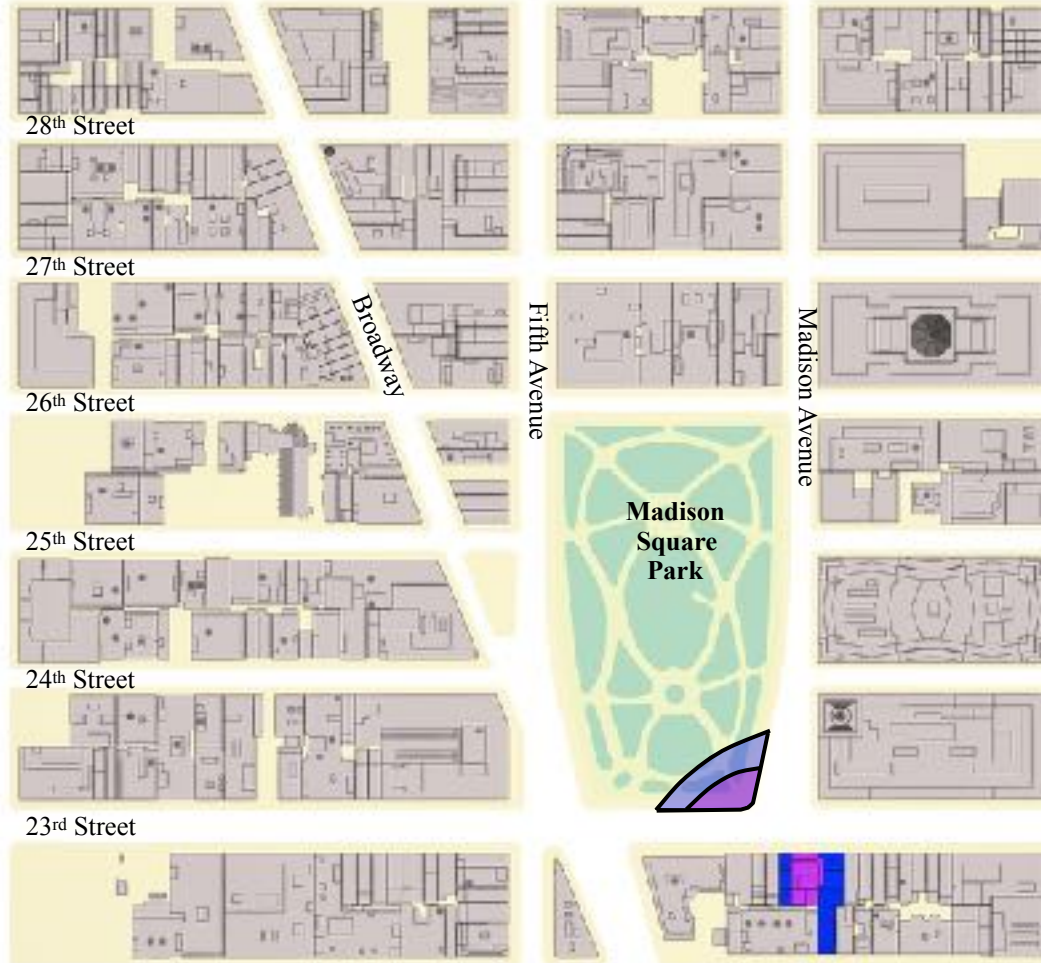 28th Street
27th Street
Broadway
Fifth Avenue
Madison Avenue
26th Street
Madison
Square
Park
25th Street
24th Street
23rd Street